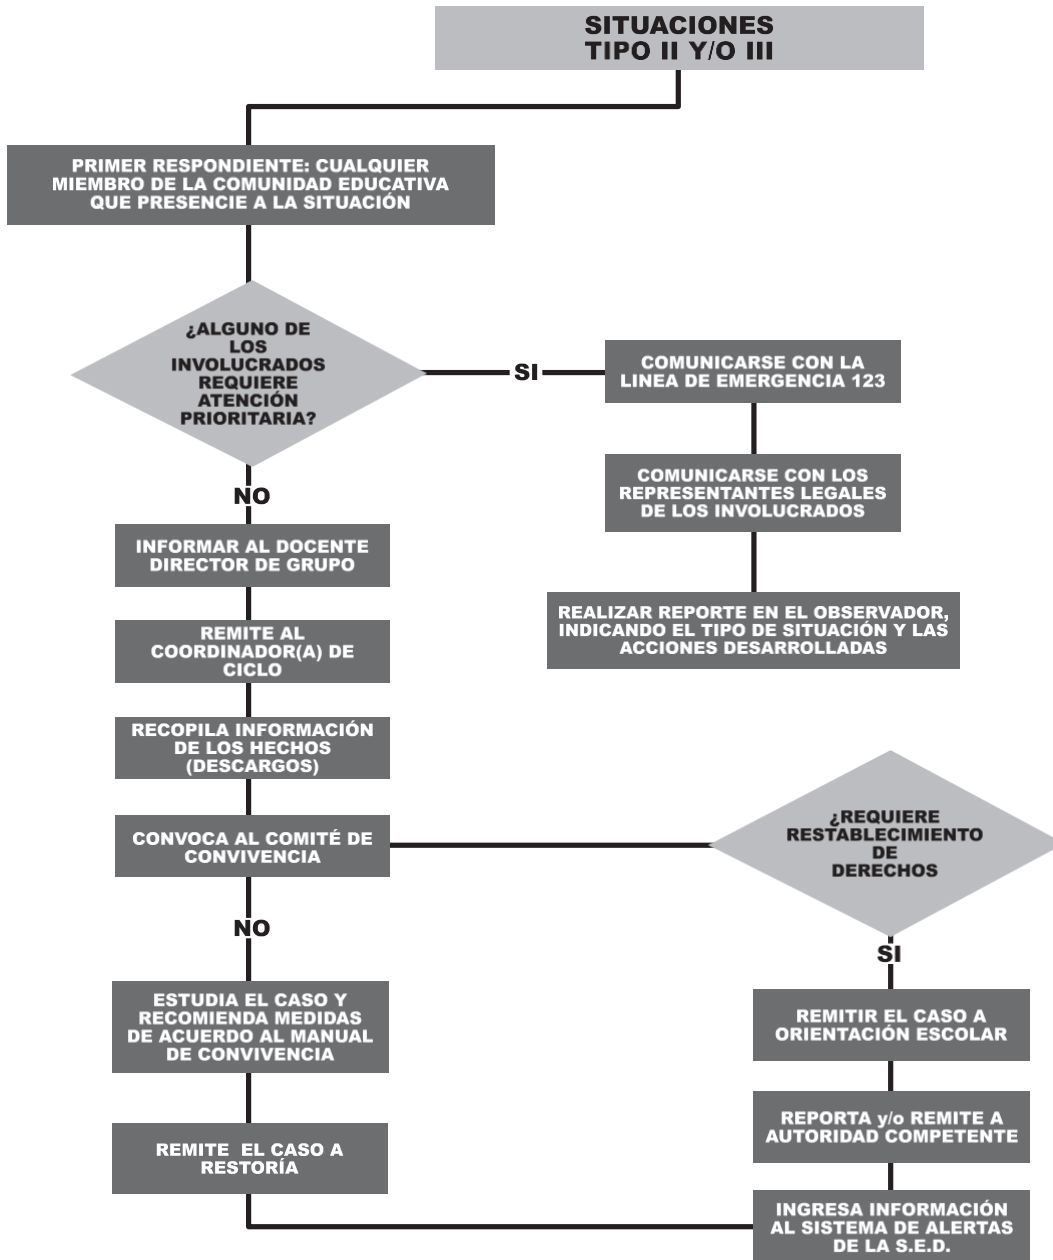 SITUACIONES
TIPO II Y/O III
PRIMER RESPONDIENTE: CUALQUIER
MIEMBRO DE LA COMUNIDAD EDUCATIVA
QUE PRESENCIE A LA SITUACIÓN
¿ALGUNO DE
LOS
INVOLUCRADOS
REQUIERE
ATENCIÓN
PRIORITARIA?
SI
COMUNICARSE CON LA
LINEA DE EMERGENCIA 123
COMUNICARSE CON LOS
REPRESENTANTES LEGALES
DE LOS INVOLUCRADOS
REALIZAR REPORTE EN EL OBSERVADOR,
INDICANDO EL TIPO DE SITUACIÓN Y LAS
ACCIONES DESARROLLADAS
NO
INFORMAR AL DOCENTE
DIRECTOR DE GRUPO
REMITE AL
COORDINADOR(A) DE
CICLO
RECOPILA INFORMACIÓN
DE LOS HECHOS
(DESCARGOS)
CONVOCA AL COMITÉ DE
CONVIVENCIA
¿REQUIERE
RESTABLECIMIENTO
DE
DERECHOS
NO
ESTUDIA EL CASO Y
RECOMIENDA MEDIDAS
DE ACUERDO AL MANUAL
DE CONVIVENCIA
REMITE EL CASO A
RESTORÍA
SI
REMITIR EL CASO A
ORIENTACIÓN ESCOLAR
REPORTA y/o REMITE A
AUTORIDAD COMPETENTE
INGRESA INFORMACIÓN
AL SISTEMA DE ALERTAS
DE LA S.E.D.